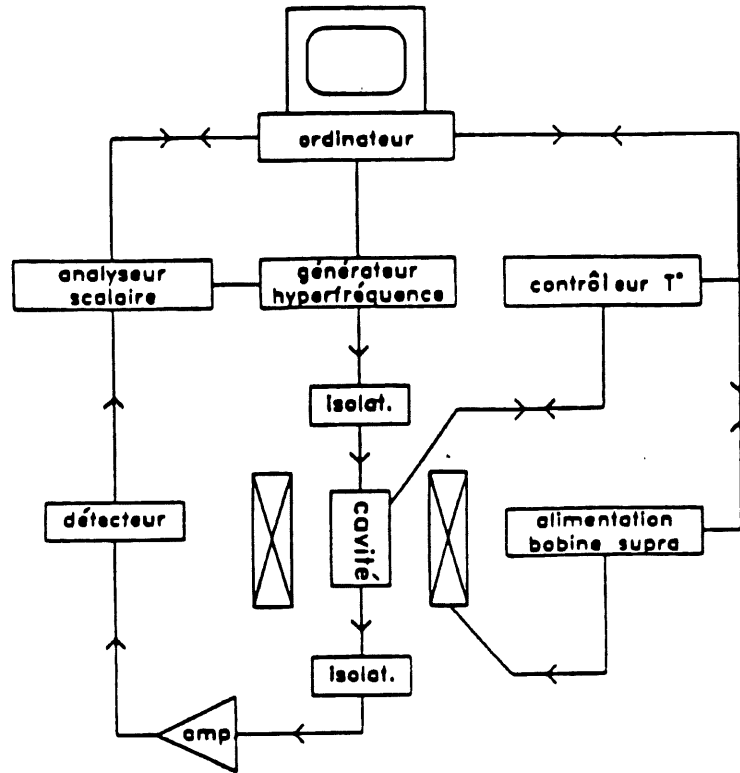 ordinateur
analyseur
scalaire
générateur
hyperfréquence
contrôleur T°
isolat.
cavité
détecteur
alimentation
bobine supra
isolat.
amp